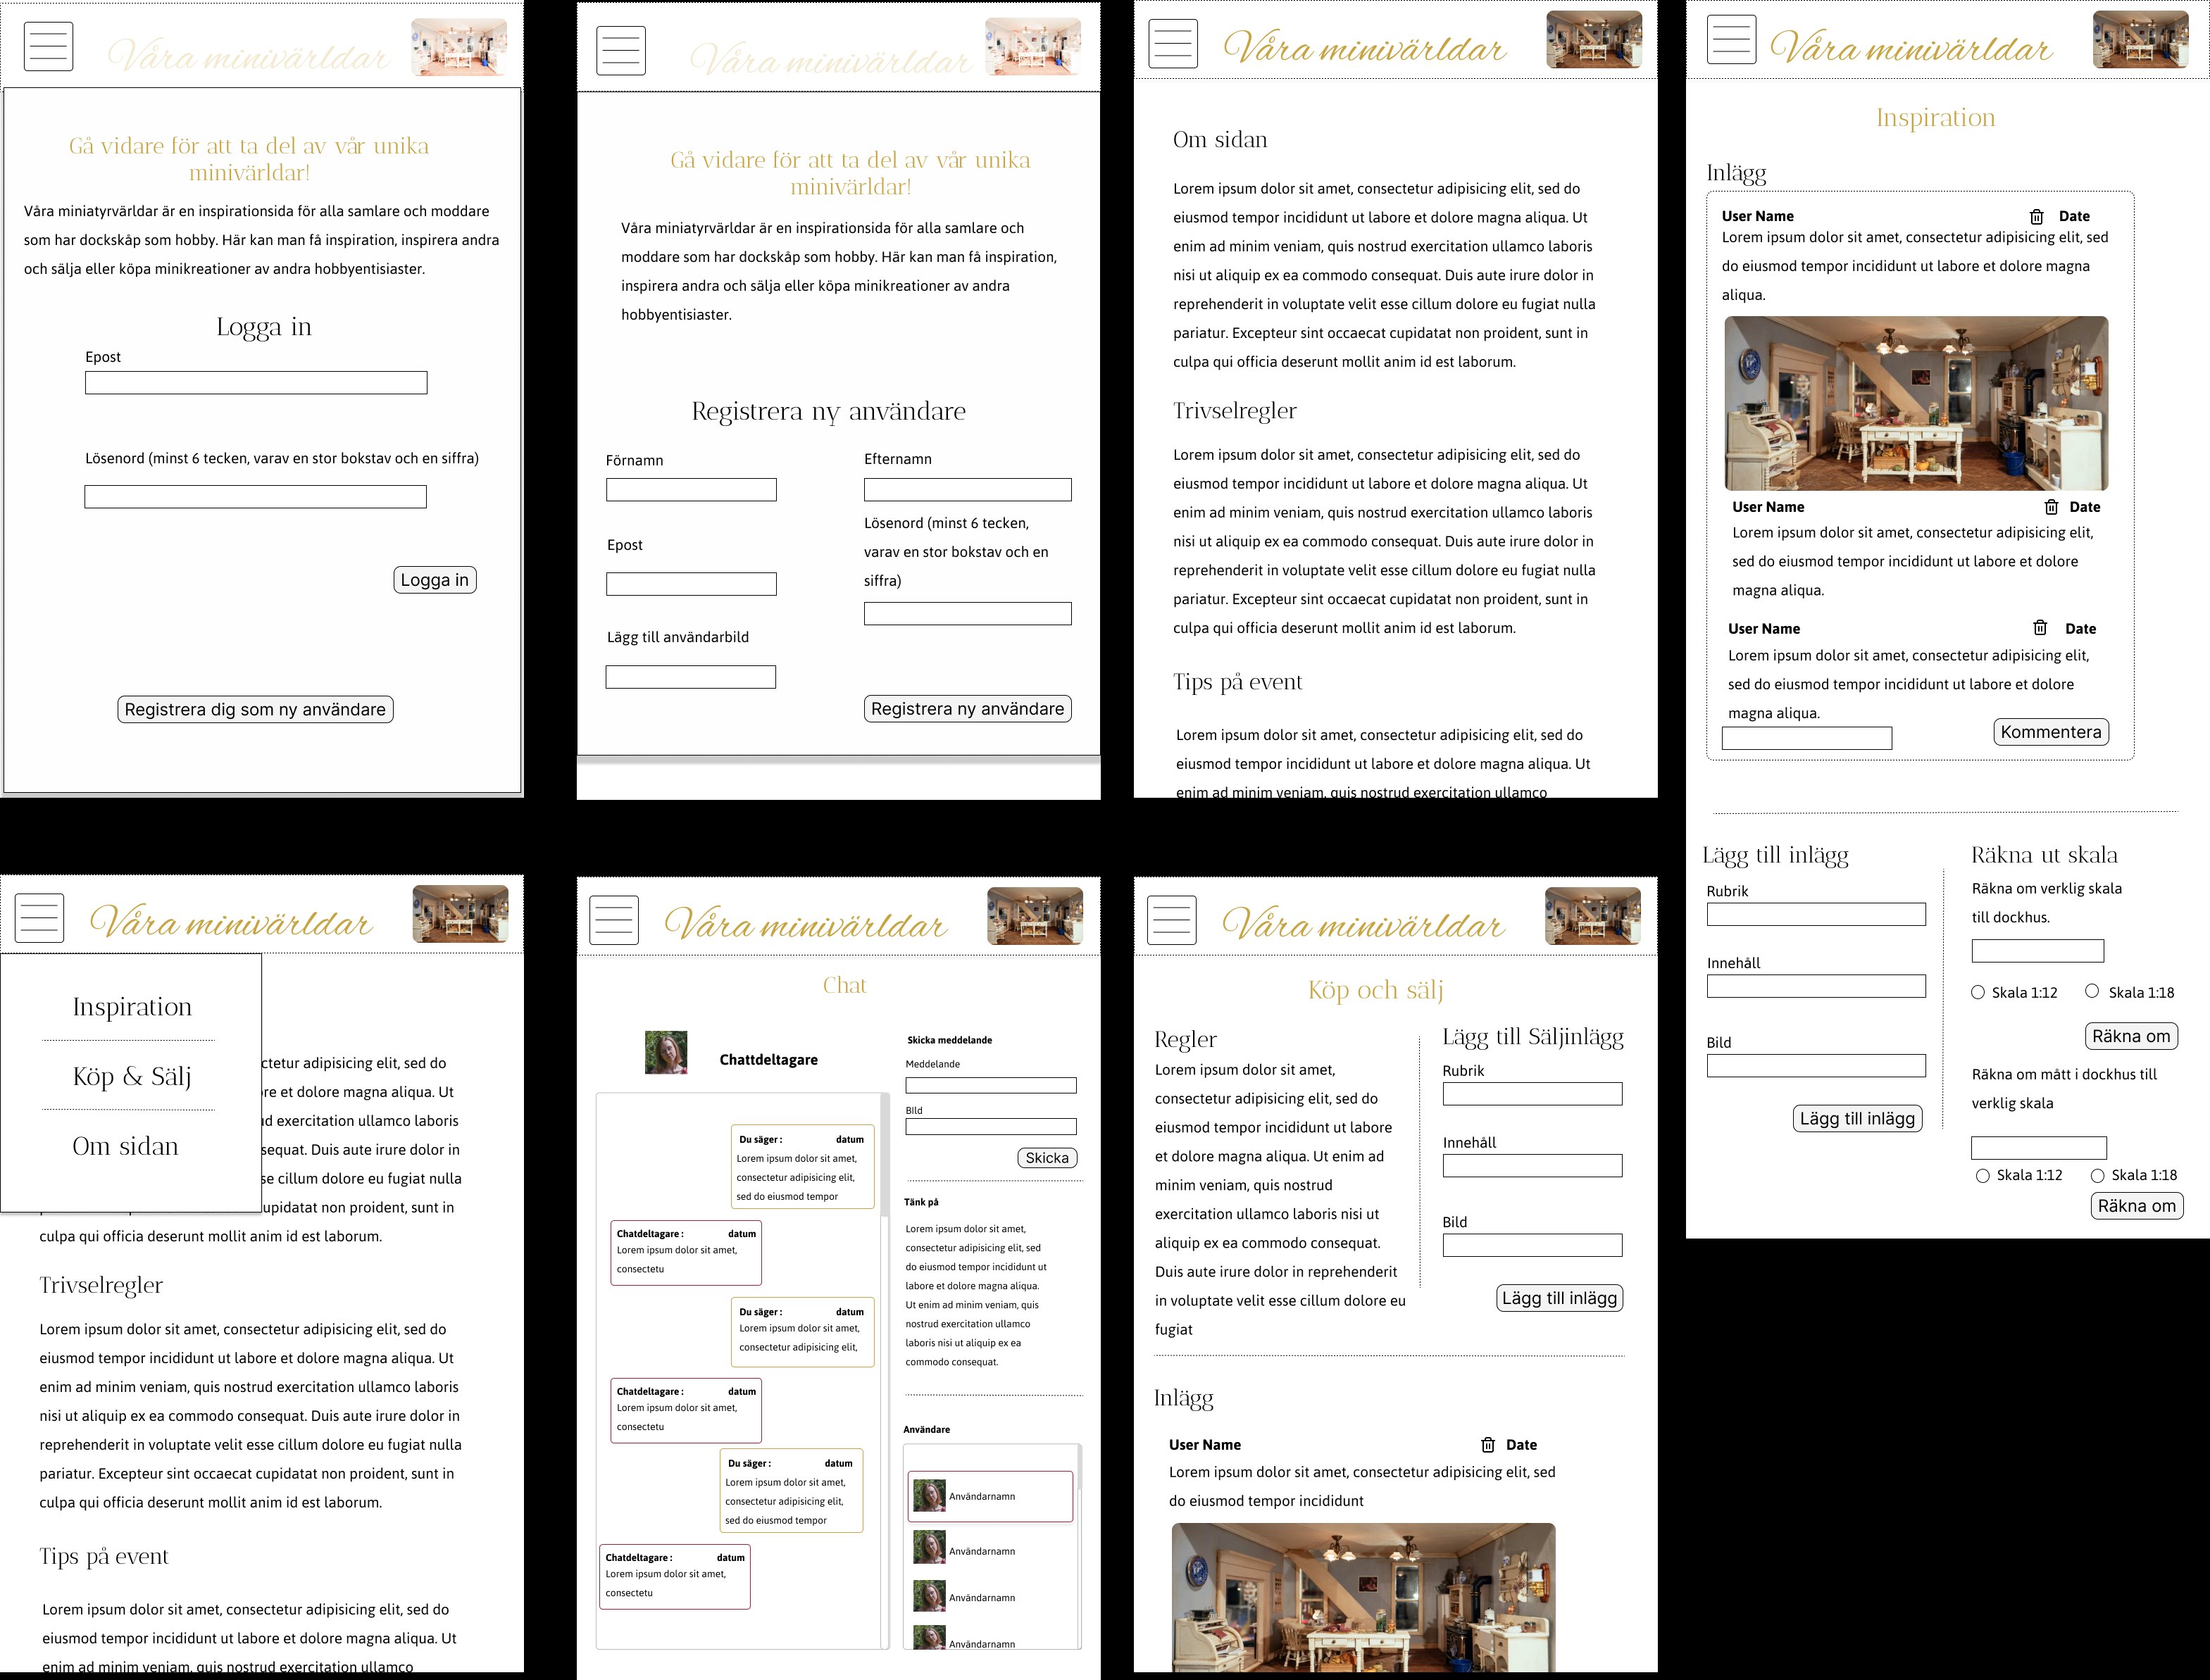 Våra minivärldar
Gå vidare för att ta del av vår unika
minivärldar!
Våra miniatyrvärldar är en inspirationsida för alla samlare och moddare
som har dockskåp som hobby. Här kan man få inspiration, inspirera andra
och sälja eller köpa minikreationer av andra hobbyentisiaster.
Logga in
Epost
Lösenord (minst 6 tecken, varav en stor bokstav och en siffra)
Logga in
Registrera dig som ny användare
Våra minivärldar
Gå vidare för att ta del av vår unika
minivärldar!
Våra miniatyrvärldar är en inspirationsida för alla samlare och
moddare som har dockskåp som hobby. Här kan man få inspiration,
inspirera andra och sälja eller köpa minikreationer av andra
hobbyentisiaster.
Registrera ny användare
Förnamn
Efternamn
Epost
Lösenord (minst 6 tecken,
varav en stor bokstav och en
siffra)
Lägg till användarbild
Registrera ny användare
Våra minivärldar
Om sidan
Lorem ipsum dolor sit amet, consectetur adipisicing elit, sed do
eiusmod tempor incididunt ut labore et dolore magna aliqua. Ut
enim ad minim veniam, quis nostrud exercitation ullamco laboris
nisi ut aliquip ex ea commodo consequat. Duis aute irure dolor in
reprehenderit in voluptate velit esse cillum dolore eu fugiat nulla
pariatur. Excepteur sint occaecat cupidatat non proident, sunt in
culpa qui officia deserunt mollit anim id est laborum.
Trivselregler
Lorem ipsum dolor sit amet, consectetur adipisicing elit, sed do
eiusmod tempor incididunt ut labore et dolore magna aliqua. Ut
enim ad minim veniam, quis nostrud exercitation ullamco laboris
nisi ut aliquip ex ea commodo consequat. Duis aute irure dolor in
reprehenderit in voluptate velit esse cillum dolore eu fugiat nulla
pariatur. Excepteur sint occaecat cupidatat non proident, sunt in
culpa qui officia deserunt mollit anim id est laborum.
Tips på event
Lorem ipsum dolor sit amet, consectetur adipisicing elit, sed do
eiusmod tempor incididunt ut labore et dolore magna aliqua. Ut
enim ad minim veniam, quis nostrud exercitation ullamco
Våra minivärldar
Inspiration
Inlägg
User Name Date
Lorem ipsum dolor sit amet, consectetur adipisicing elit, sed
do eiusmod tempor incididunt ut labore et dolore magna
aliqua.
User Name Date
Lorem ipsum dolor sit amet, consectetur adipisicing elit,
sed do eiusmod tempor incididunt ut labore et dolore
magna aliqua.
User Name Date
Lorem ipsum dolor sit amet, consectetur adipisicing elit,
sed do eiusmod tempor incididunt ut labore et dolore
magna aliqua.
Kommentera
Lägg till inlägg
Rubrik
Innehåll
Bild
Lägg till inlägg
Räkna ut skala
Räkna om verklig skala
till dockhus.
Skala 1:12 Skala 1:18
Räkna om
Räkna om mått i dockhus till
verklig skala
Skala 1:12 Skala 1:18
Räkna om
Våra minivärldar
Inspiration
Köp & Sälj
Om sidan
ctetur adipisicing elit, sed do
re et dolore magna aliqua. Ut
d exercitation ullamco laboris
sequat. Duis aute irure dolor in
se cillum dolore eu fugiat nulla
upidatat non proident, sunt in
culpa qui officia deserunt mollit anim id est laborum.
Trivselregler
Lorem ipsum dolor sit amet, consectetur adipisicing elit, sed do
eiusmod tempor incididunt ut labore et dolore magna aliqua. Ut
enim ad minim veniam, quis nostrud exercitation ullamco laboris
nisi ut aliquip ex ea commodo consequat. Duis aute irure dolor in
reprehenderit in voluptate velit esse cillum dolore eu fugiat nulla
pariatur. Excepteur sint occaecat cupidatat non proident, sunt in
culpa qui officia deserunt mollit anim id est laborum.
Tips på event
Lorem ipsum dolor sit amet, consectetur adipisicing elit, sed do
eiusmod tempor incididunt ut labore et dolore magna aliqua. Ut
enim ad minim veniam, quis nostrud exercitation ullamco
Våra minivärldar
Chat
Chattdeltagare
Du säger : datum
Lorem ipsum dolor sit amet,
consectetur adipisicing elit,
sed do eiusmod tempor
Chatdeltagare : datum
Lorem ipsum dolor sit amet,
consectetu
Du säger : datum
Lorem ipsum dolor sit amet,
consectetur adipisicing elit,
Chatdeltagare : datum
Lorem ipsum dolor sit amet,
consectetu
Du säger : datum
Lorem ipsum dolor sit amet,
consectetur adipisicing elit,
sed do eiusmod tempor
Chatdeltagare : datum
Lorem ipsum dolor sit amet,
consectetu
Skicka meddelande
Meddelande
BIld
Skicka
Tänk på
Lorem ipsum dolor sit amet,
consectetur adipisicing elit, sed
do eiusmod tempor incididunt ut
labore et dolore magna aliqua.
Ut enim ad minim veniam, quis
nostrud exercitation ullamco
laboris nisi ut aliquip ex ea
commodo consequat.
Användare
Användarnamn
Användarnamn
Användarnamn
Användarnamn
Våra minivärldar
Köp och sälj
Regler
Lorem ipsum dolor sit amet,
consectetur adipisicing elit, sed do
eiusmod tempor incididunt ut labore
et dolore magna aliqua. Ut enim ad
minim veniam, quis nostrud
exercitation ullamco laboris nisi ut
aliquip ex ea commodo consequat.
Duis aute irure dolor in reprehenderit
in voluptate velit esse cillum dolore eu
fugiat
Lägg till Säljinlägg
Rubrik
Innehåll
Bild
Lägg till inlägg
Inlägg
User Name Date
Lorem ipsum dolor sit amet, consectetur adipisicing elit, sed
do eiusmod tempor incididunt